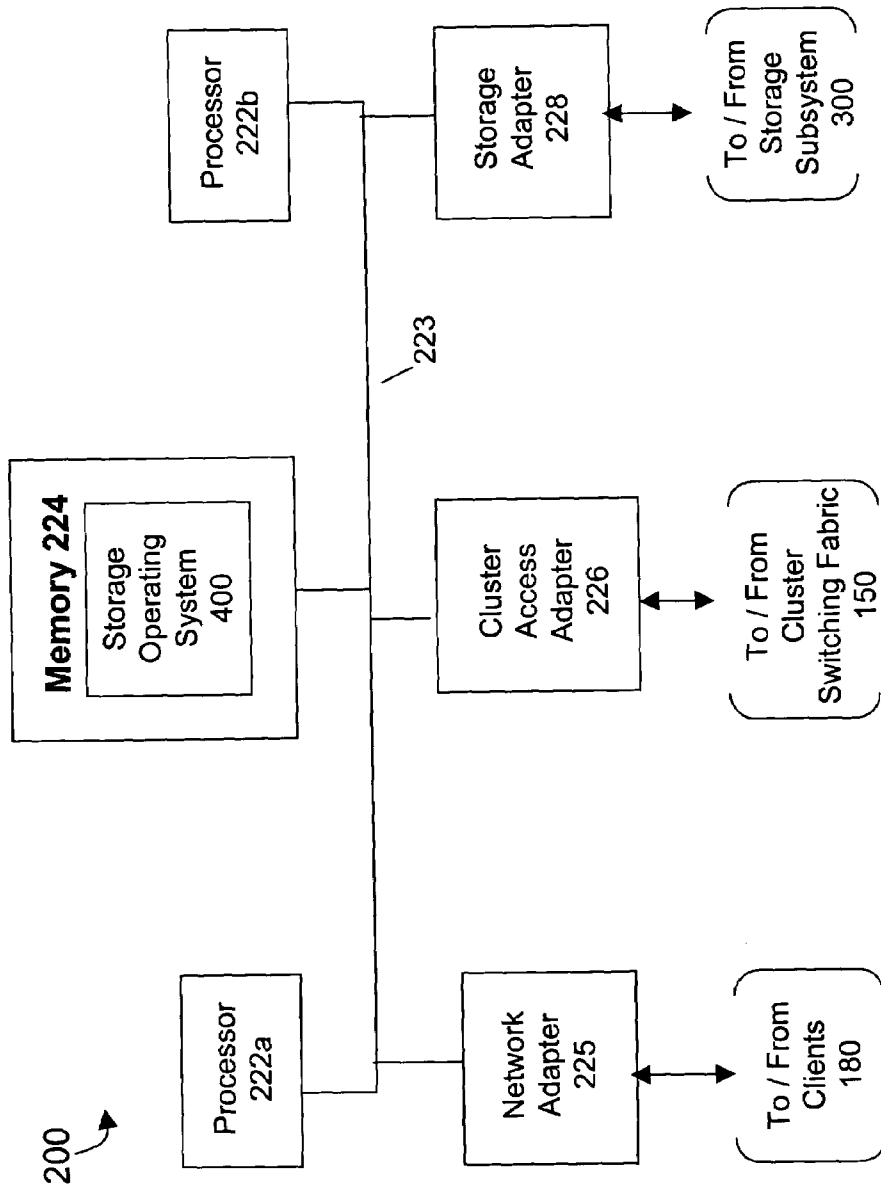 200
Processor
222a
Memory 224
Storage
Operating
System
400
Processor
222b
223
Network
Adapter
225
Cluster
Access
Adapter
226
Storage
Adapter
228
To / From
Clients
180
To / From
Cluster
Switching Fabric
150
To / From
Storage
Subsystem
300